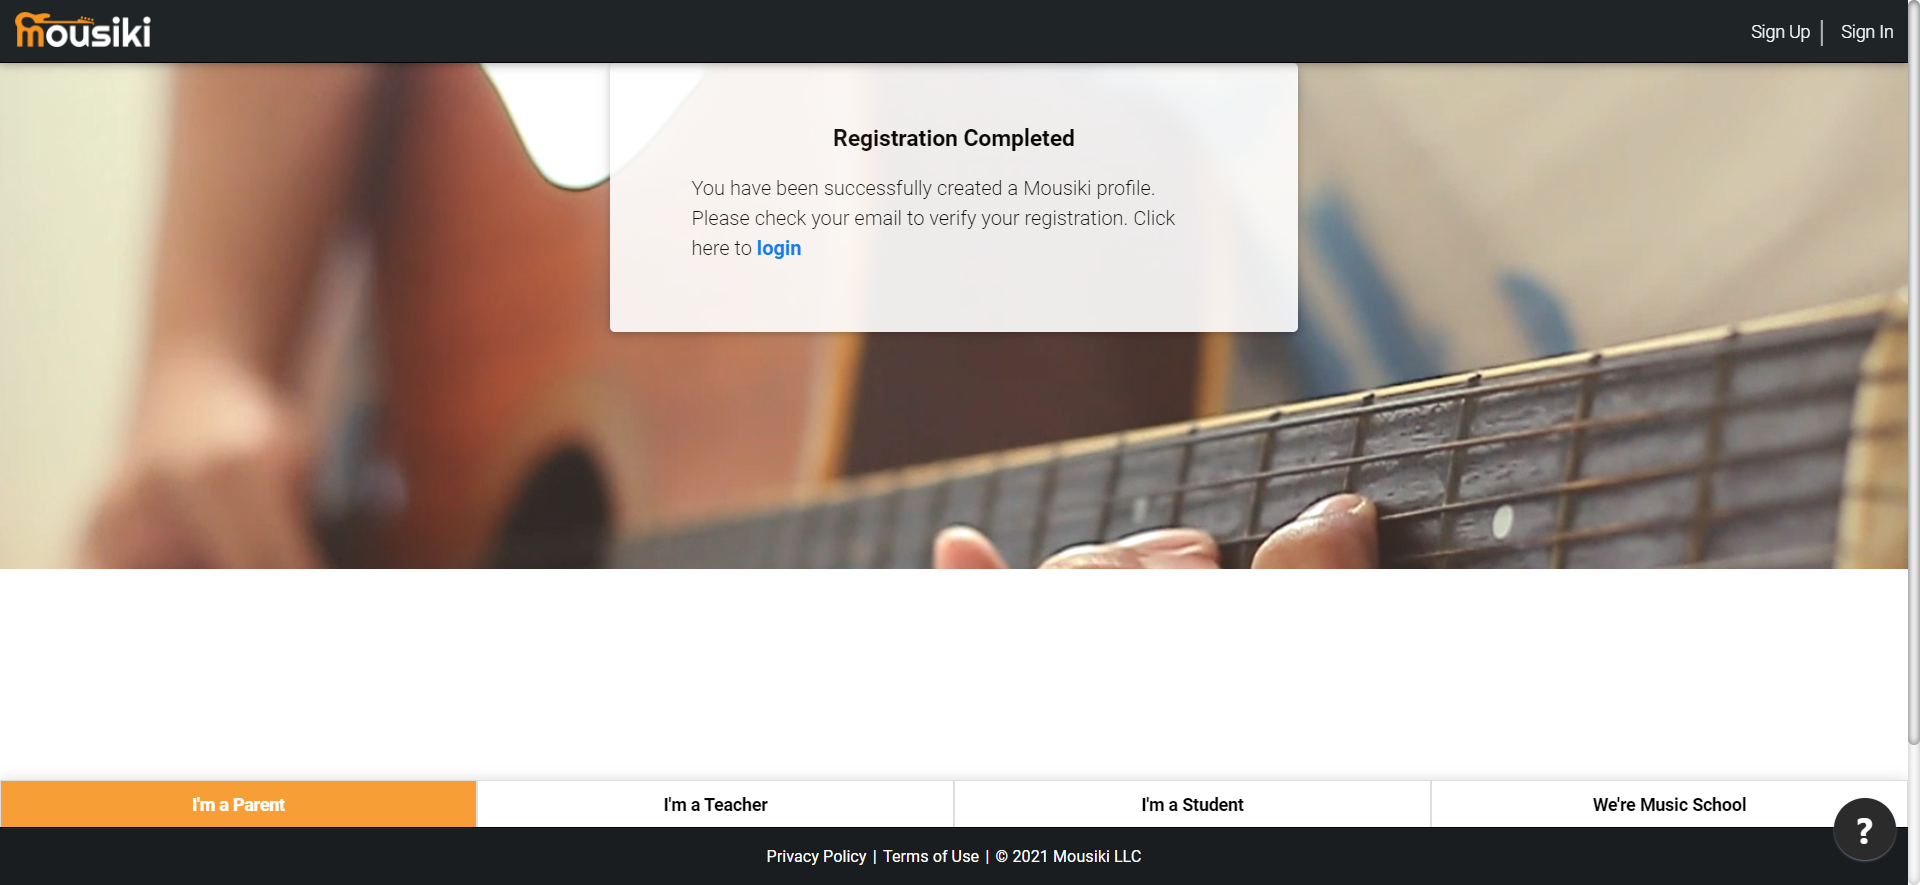 mousiki
Sign Up | Sign In
Registration Completed
You have been successfully created a Mousiki profile.
Please check your email to verify your registration. Click
here to login
I'm a Parent
I'm a Teacher
I'm a Student
We're Music School
?
Privacy Policy | Terms of Use | © 2021 Mousiki LLC